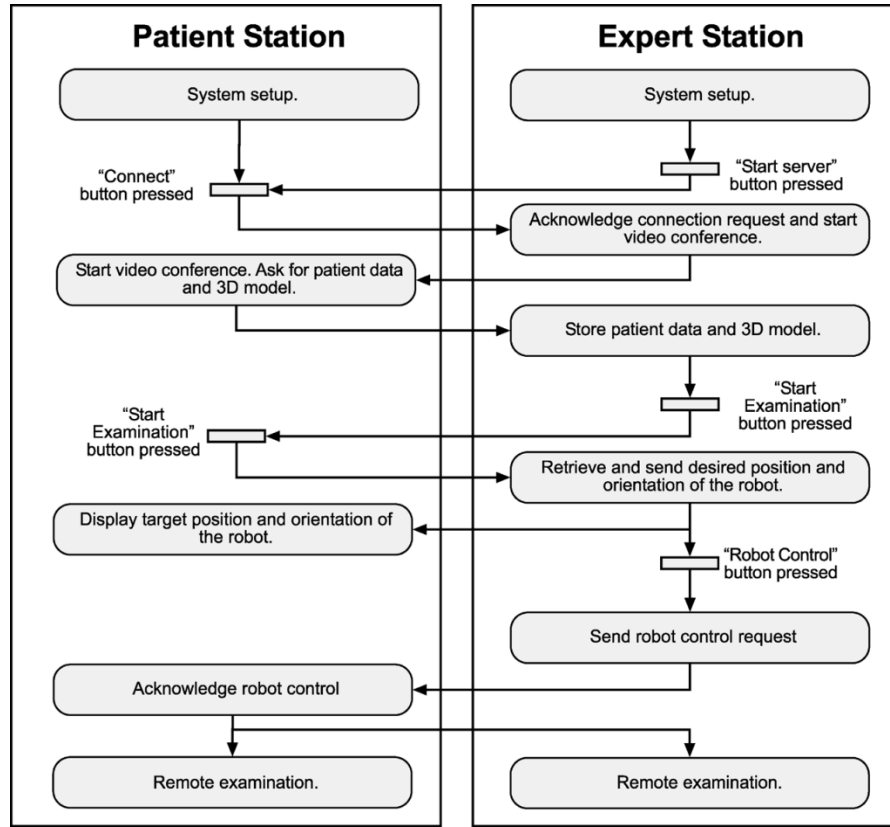 Patient Station
Expert Station
System setup.
System setup.
“Connect”
button pressed
“Start server”
button pressed
Acknowledge connection request and start
video conference.
Start video conference. Ask for patient data
and 3D model.
Store patient data and 3D model.
“Start
Examination”
button pressed
“Start
Examination”
button pressed
Retrieve and send desired position and
orientation of the robot.
Display target position and orientation of
the robot.
“Robot Control”
button pressed
Send robot control request
Acknowledge robot control
Remote examination.
Remote examination.